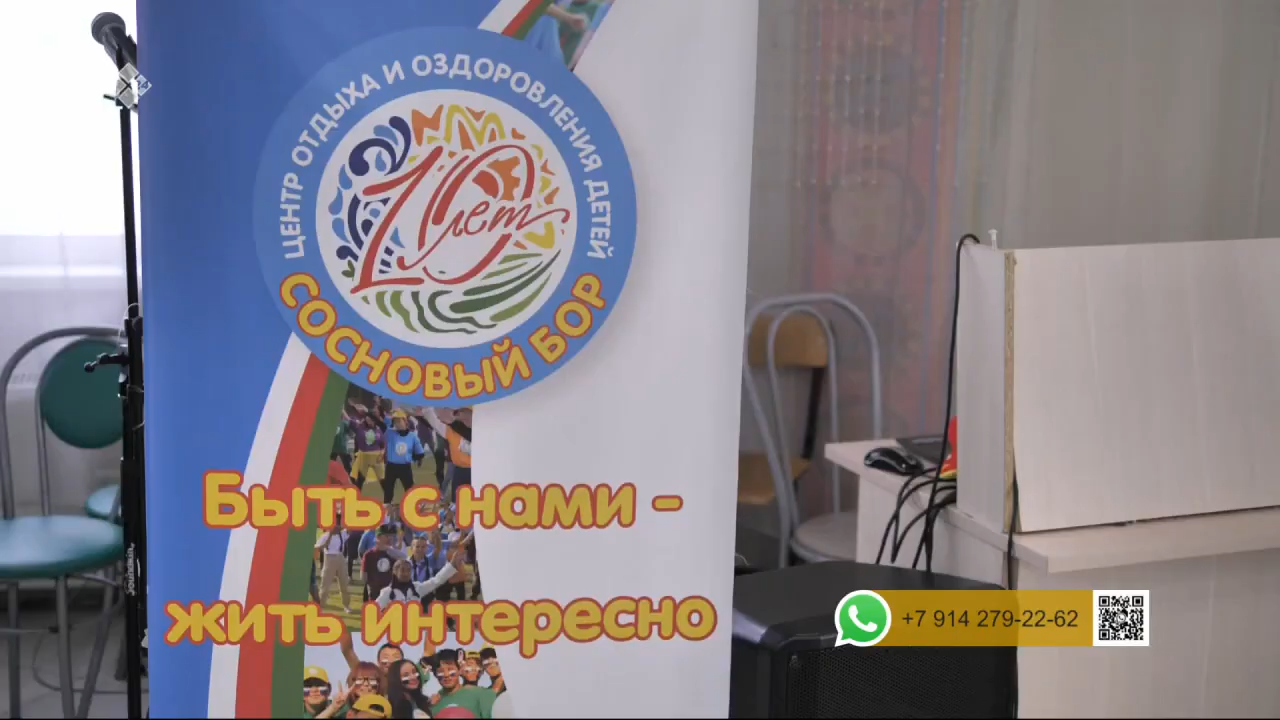 ЦЕНТР ОТДЫХА И ОЗДОРОВЛЕНИЯ ДЕТЕЙ
10 лет
СОСНОВЫЙ БОР
Быть с нами -
жить интересно
+7 914 279-22-62